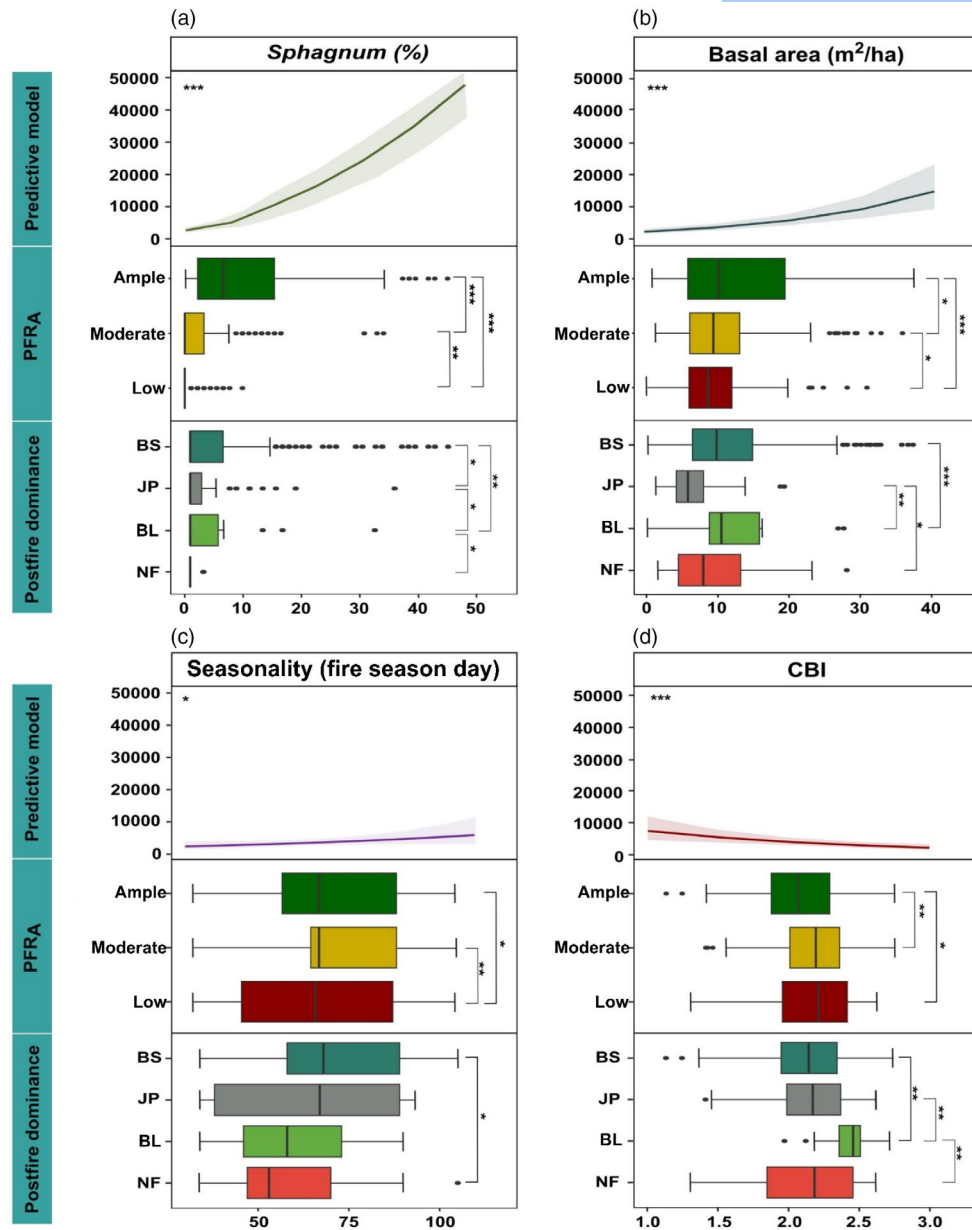 (a)
Sphagnum (%)
Predictive model
50000
40000
30000
20000
10000
0
***
PFRA
Ample
Moderate
Low
***
**
***
Postfire dominance
BS
JP
BL
NF
*
*
*
**
0 10 20 30 40 50
(b)
Basal area (m²/ha)
50000
40000
30000
20000
10000
0
***
Ample
Moderate
Low
*
*
***
BS
JP
BL
NF
**
*
***
0 10 20 30 40
(c)
Seasonality (fire season day)
Predictive model
50000
40000
30000
20000
10000
0
*
PFRA
Ample
Moderate
Low
**
*
Postfire dominance
BS
JP
BL
NF
*
50 75 100
(d)
CBI
50000
40000
30000
20000
10000
0
***
Ample
Moderate
Low
**
*
BS
JP
BL
NF
**
**
**
1.0 1.5 2.0 2.5 3.0